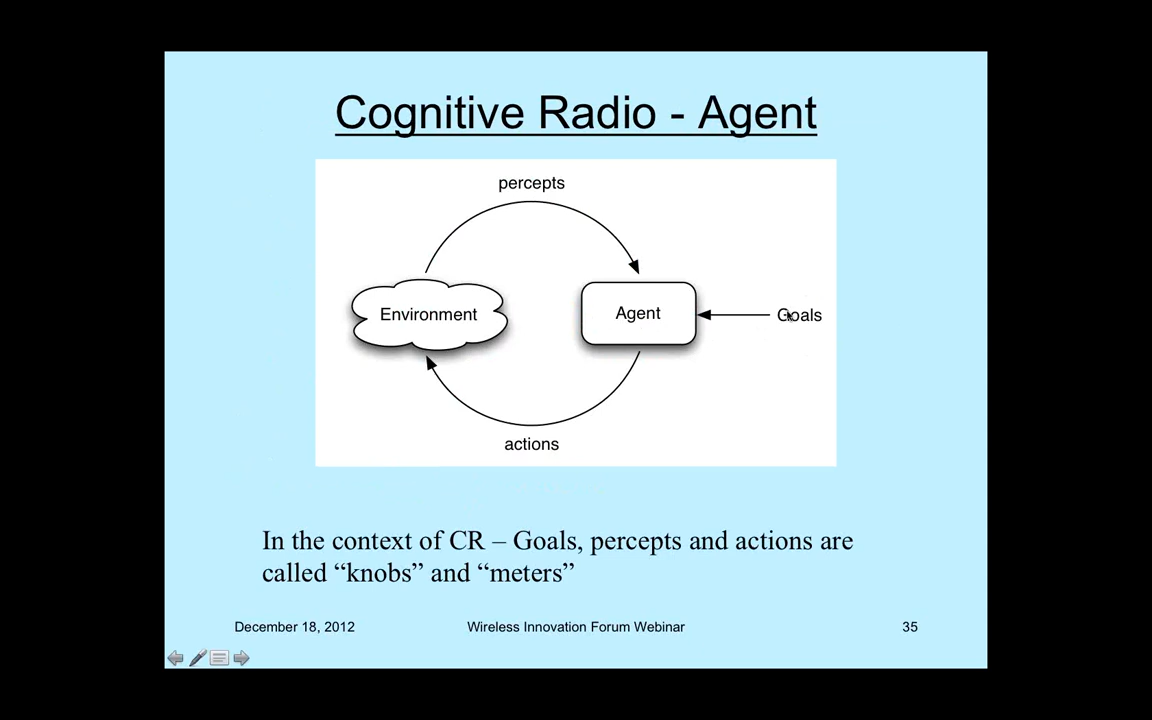 Cognitive Radio - Agent
percepts
Environment
Agent
Goals
actions
In the context of CR – Goals, percepts and actions are
called “knobs” and “meters”
December 18, 2012
Wireless Innovation Forum Webinar
35